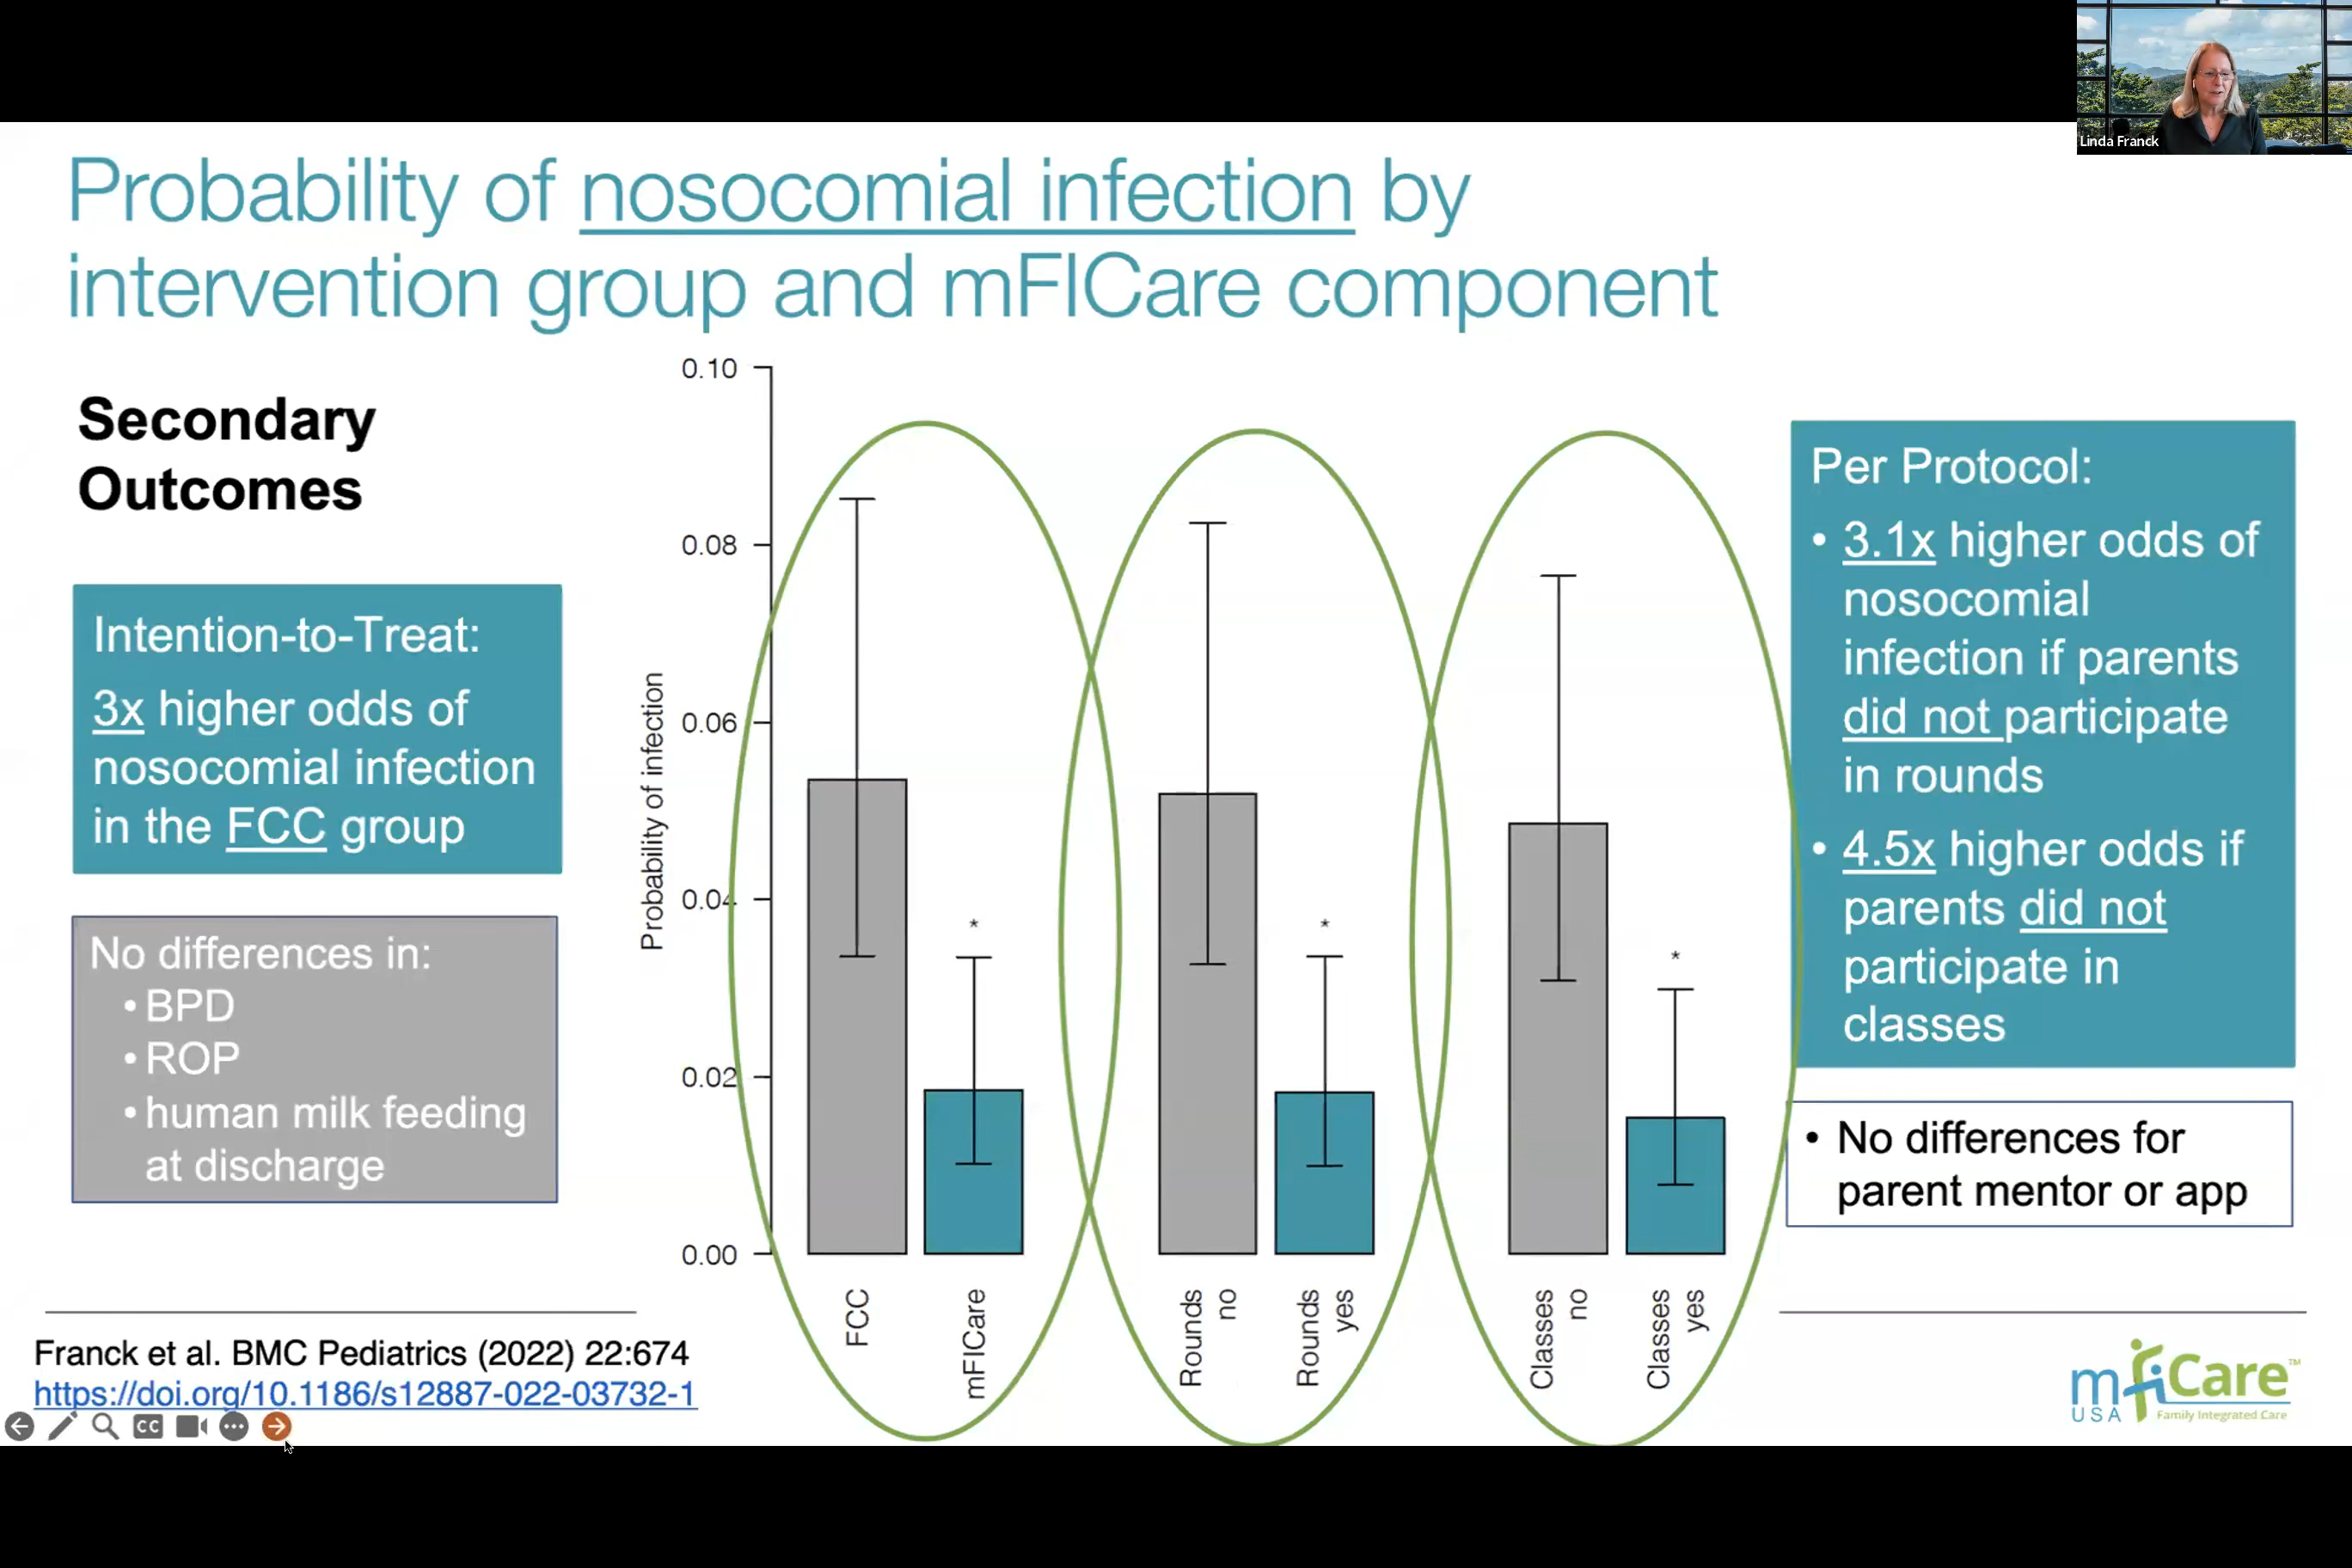 Linda Franck
Probability of nosocomial infection by
intervention group and mFICare component
Secondary
Outcomes
Intention-to-Treat:
3x higher odds of
nosocomial infection
in the FCC group
No differences in:
• BPD
• ROP
• human milk feeding
at discharge
Probability of infection
0.10
0.08
0.06
0.04
0.02
0.00
*
*
*
FCC
mFICare
Rounds
no
Rounds
yes
Classes
no
Classes
yes
Per Protocol:
• 3.1x higher odds of
nosocomial
infection if parents
did not participate
in rounds
• 4.5x higher odds if
parents did not
participate in
classes
• No differences for
parent mentor or app
Franck et al. BMC Pediatrics (2022) 22:674
https://doi.org/10.1186/s12887-022-03732-1
CC
mfiCare™
USA Family Integrated Care